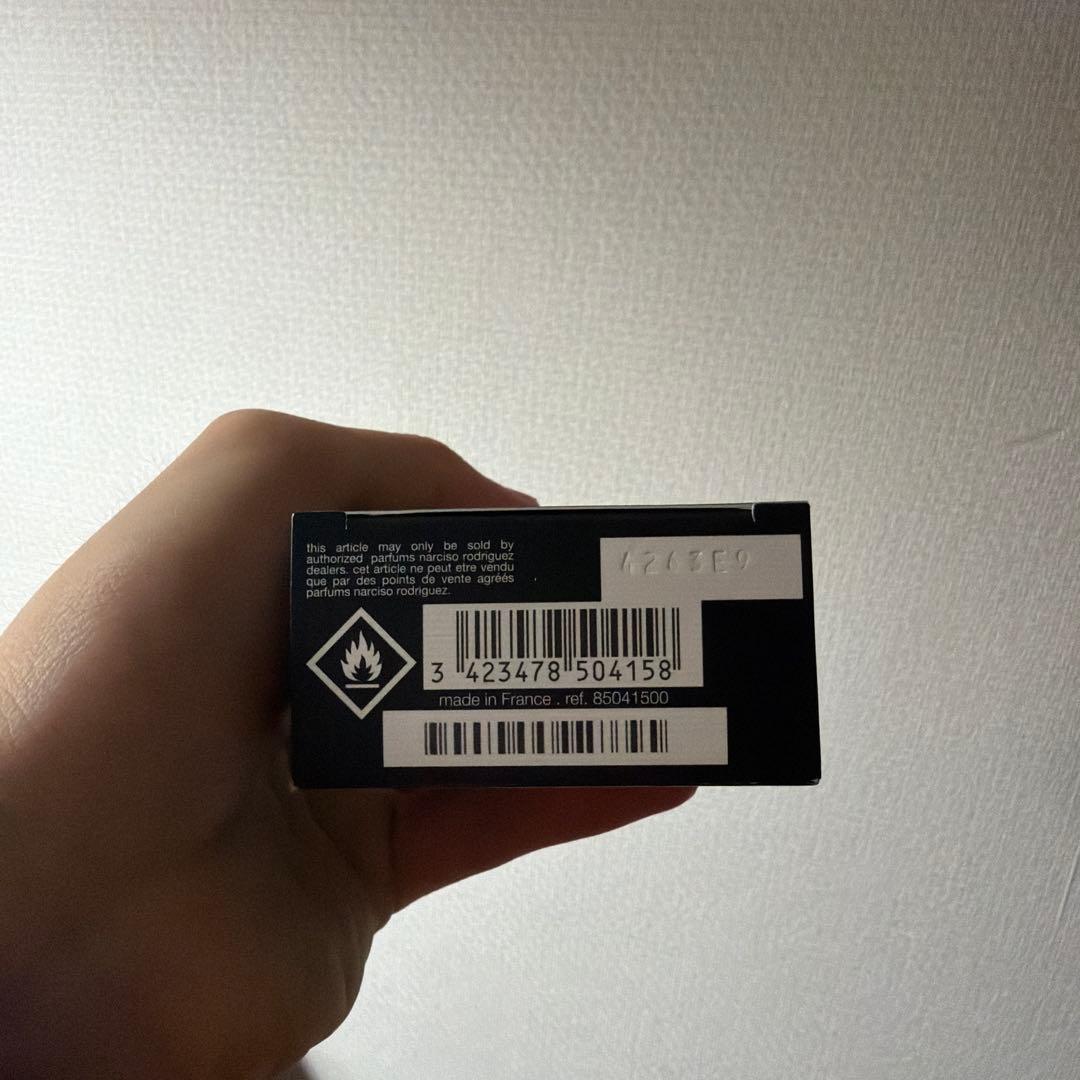 this article may only be sold by
authorized parfums narciso rodriguez
dealers. cet article ne peut etre vendu
que par des points de vente agréés
parfums narciso rodriguez.
4263E9
3 423478 504158
made in France . ref. 85041500